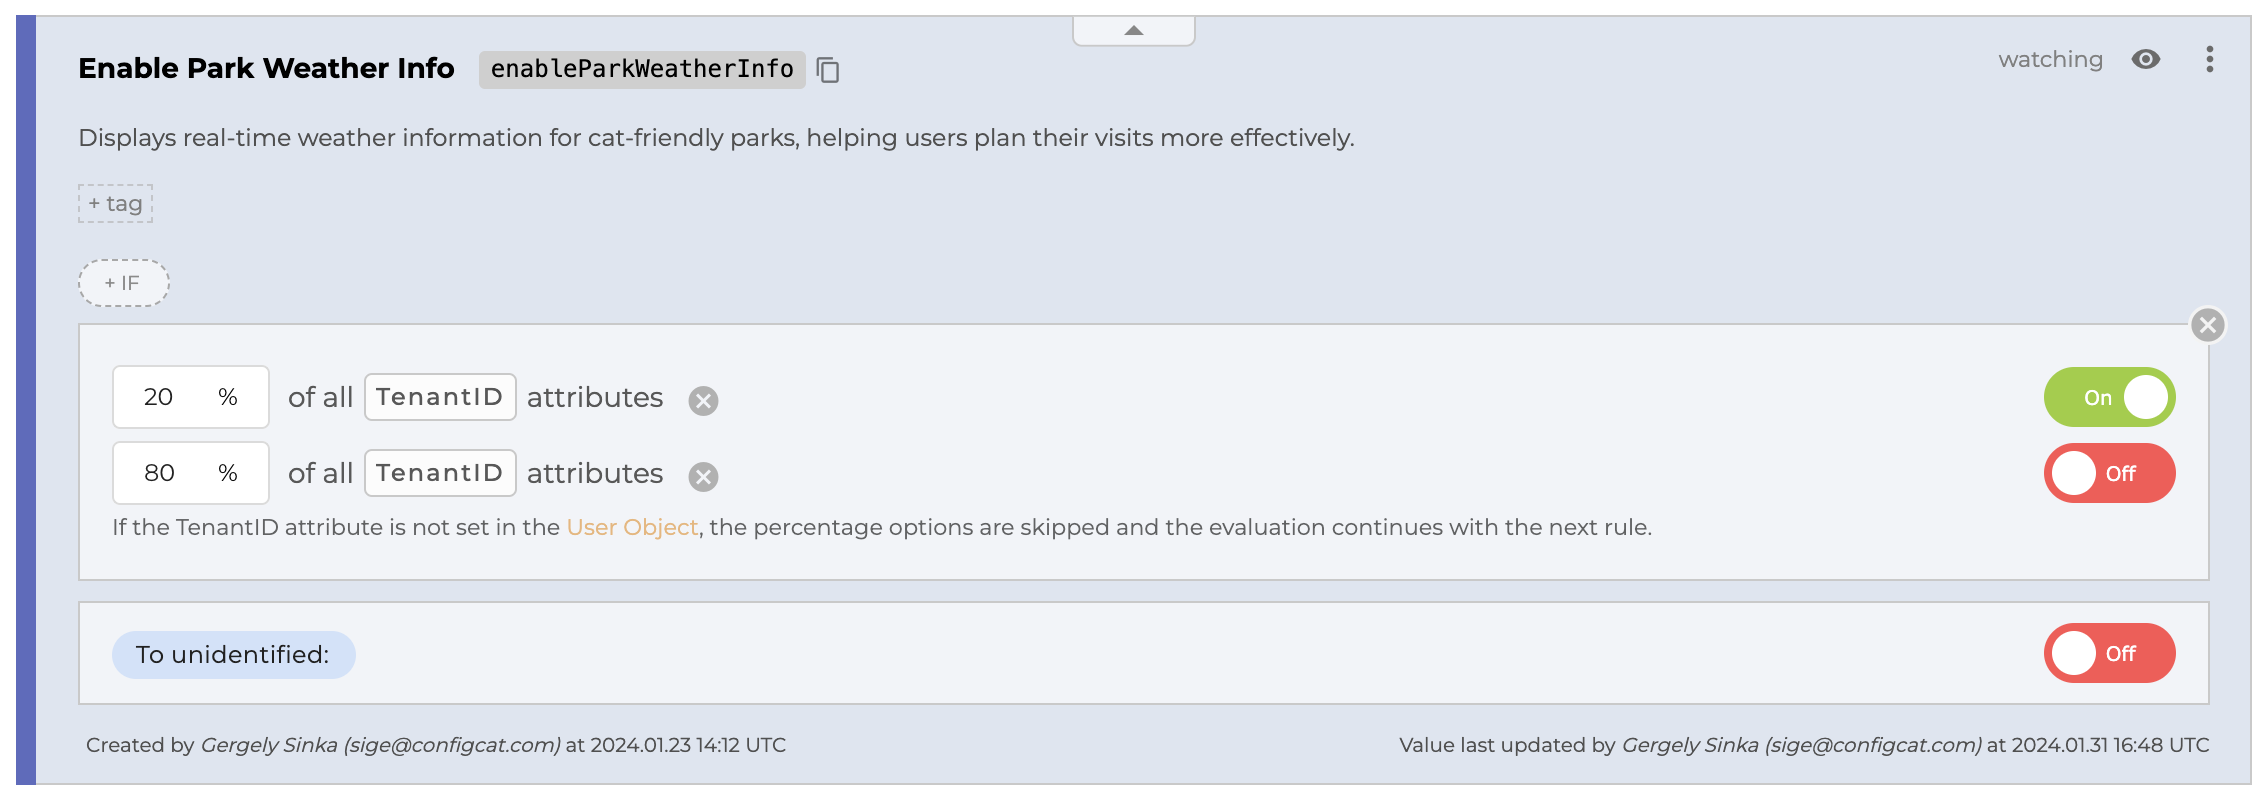 Enable Park Weather Info enableParkWeatherInfo watching
Displays real-time weather information for cat-friendly parks, helping users plan their visits more effectively.
+ tag
+ IF
20 % of all TenantID attributes On
80 % of all TenantID attributes Off
If the TenantID attribute is not set in the User Object, the percentage options are skipped and the evaluation continues with the next rule.
To unidentified: Off
Created by Gergely Sinka (sige@configcat.com) at 2024.01.23 14:12 UTC Value last updated by Gergely Sinka (sige@configcat.com) at 2024.01.31 16:48 UTC